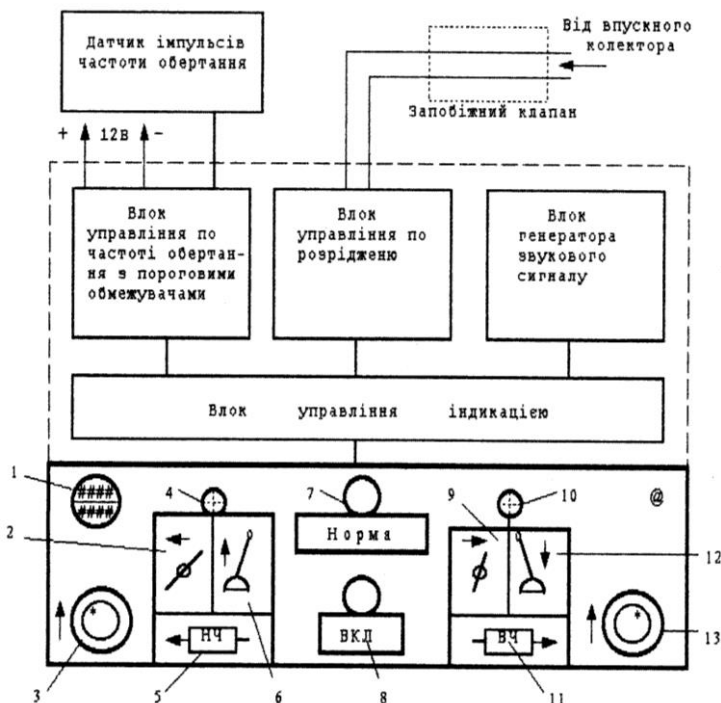 Датчик імпульсів
частоти обертання
Від впускного
колектора
Запобіжний клапан
+ 12в -
Блок
управління по
частоті обертан-
ня з пороговими
обмежувачами
Блок
управління по
розрідженю
Блок
генератора
звукового
сигналу
Блок управління індикацією
1
####
####
4
7
9
10
@
2
Норма
12
*
*
НЧ
ВКЛ
ВЧ
13
3
5
6
8
11